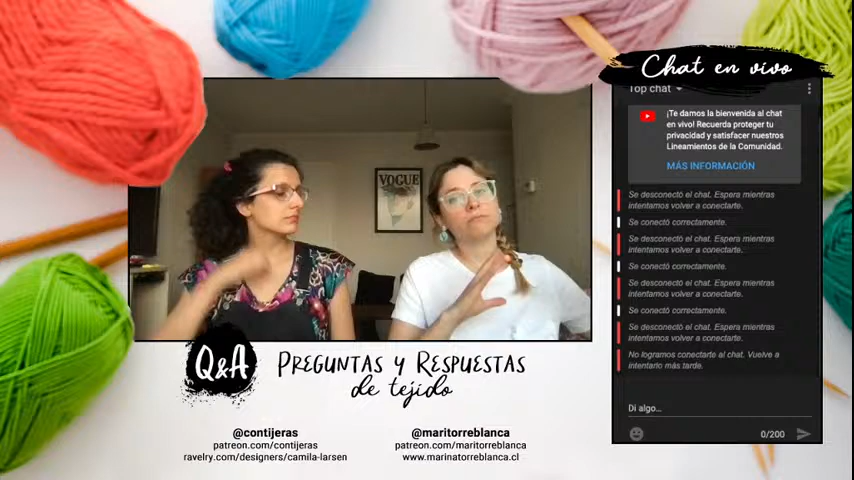 Chat en vivo
Top chat
¡Te damos la bienvenida al chat
en vivo! Recuerda proteger tu
privacidad y satisfacer nuestros
Lineamientos de la Comunidad.
MÁS INFORMACIÓN
Se desconectó el chat. Espera mientras
intentamos volver a conectarte.
Se conectó correctamente.
Se desconectó el chat. Espera mientras
intentamos volver a conectarte.
Se conectó correctamente.
Se desconectó el chat. Espera mientras
intentamos volver a conectarte.
Se conectó correctamente.
Se desconectó el chat. Espera mientras
intentamos volver a conectarte.
No logramos conectarte al chat. Vuelve a
intentarlo más tarde.
Di algo...
0/200
VOGUE
Q&A
PREGUNTAS Y RESPUESTAS
de tejido
@contijeras
patreon.com/contijeras
ravelry.com/designers/camila-larsen
@maritorreblanca
patreon.com/maritorreblanca
www.marinatorreblanca.cl